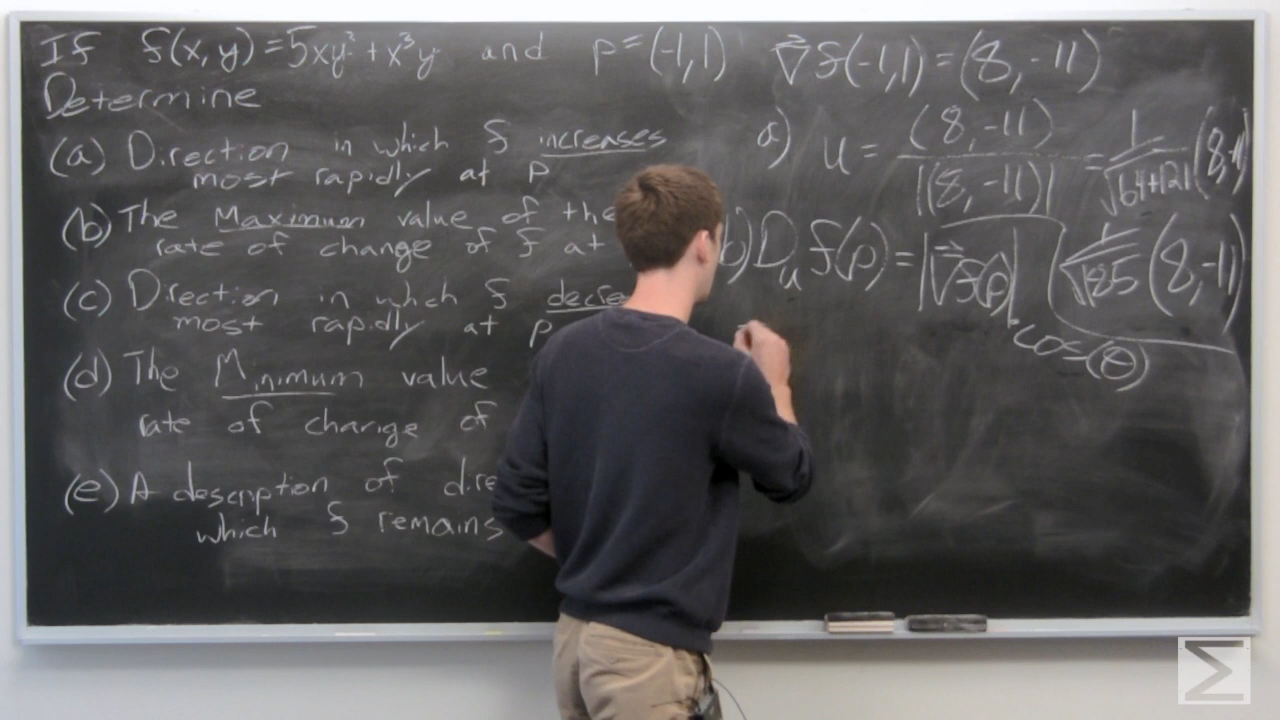 If f(x,y)=5xy²+x³y and p=(-1,1)
Determine
(a) Direction in which f increases
most rapidly at p
(b) The Maximum value of the
rate of change of f at
(c) Direction in which f decre
most rapidly at p
(d) The Minimum value
rate of change of
(e) A description of dire
which f remains
∇⃗f(-1,1)=(8,-11)
a) u = (8,-11)/|(8,-11)| = 1/√64+121 (8,-11)
1/√185 (8,-11)
b) D_u f(p) = |∇⃗f(p)|·cos(θ)
Σ